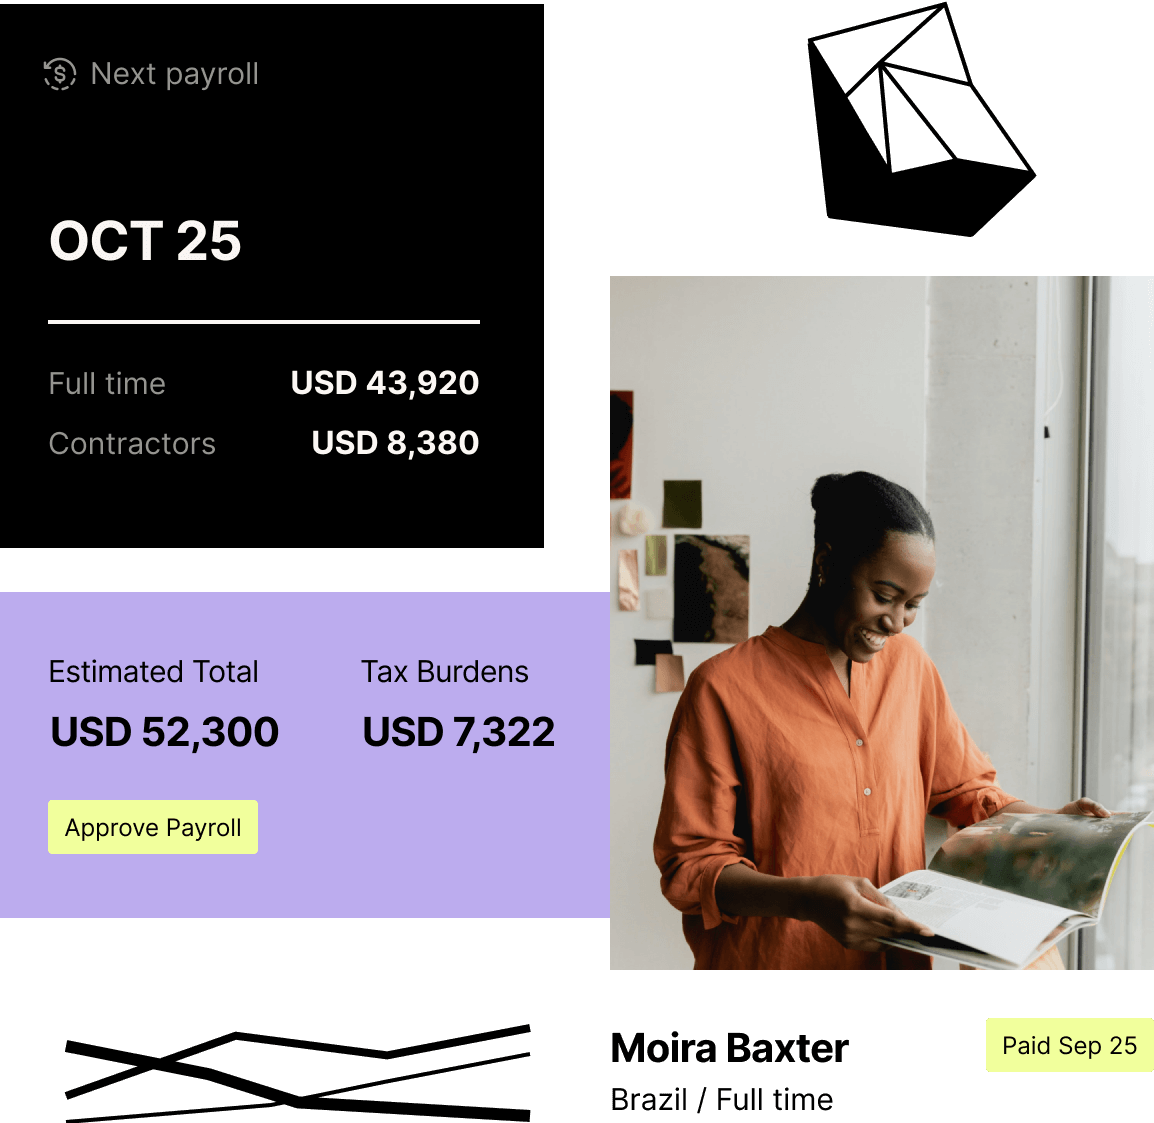 Next payroll
OCT 25
Full time USD 43,920
Contractors USD 8,380
Estimated Total Tax Burdens
USD 52,300 USD 7,322
Approve Payroll
Moira Baxter
Paid Sep 25
Brazil / Full time